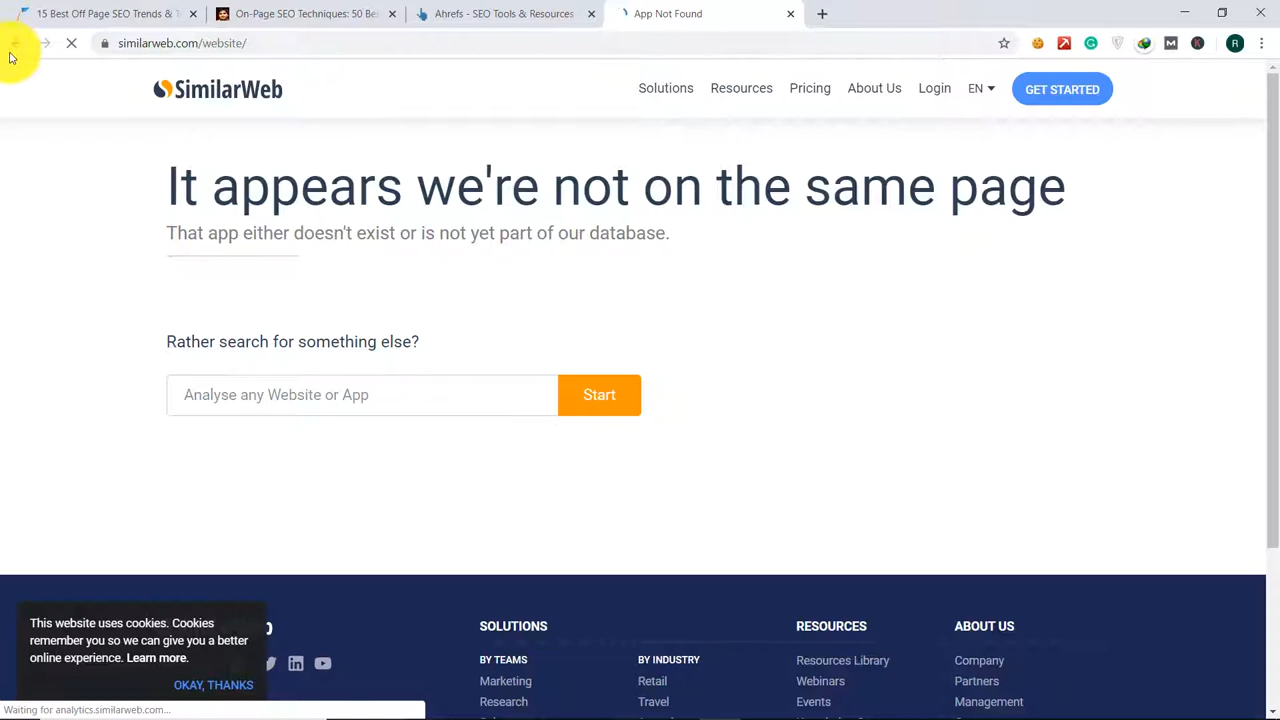 15 Best Off Page SEO Trends & T
On-Page SEO Techniques: 50 Be
Ahrefs - SEO Tools & Resources
App Not Found
similarweb.com/website/
R
SimilarWeb
Solutions
Resources
Pricing
About Us
Login
EN
GET STARTED
It appears we're not on the same page
That app either doesn't exist or is not yet part of our database.
Rather search for something else?
Analyse any Website or App
Start
This website uses cookies. Cookies
remember you so we can give you a better
online experience. Learn more.
OKAY, THANKS
SOLUTIONS
BY TEAMS
Marketing
Research
BY INDUSTRY
Retail
Travel
RESOURCES
Resources Library
Webinars
Events
ABOUT US
Company
Partners
Management
Waiting for analytics.similarweb.com...